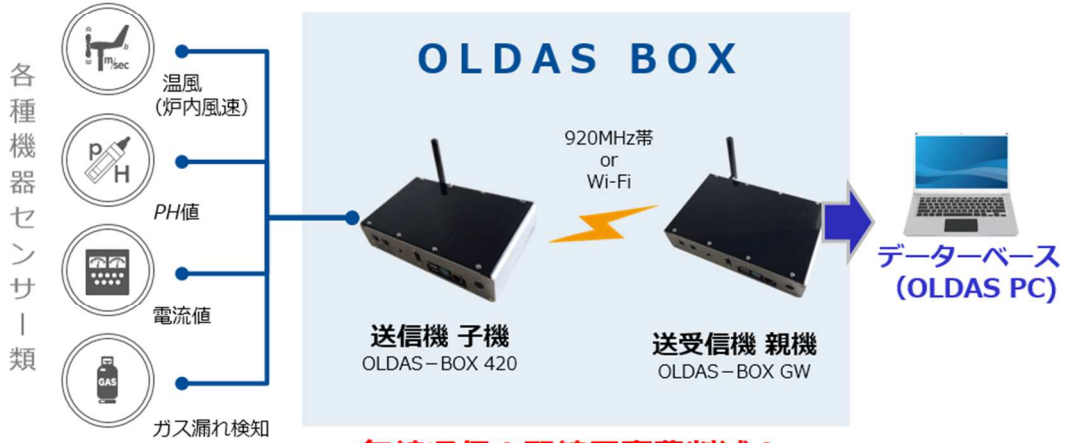 各種機器センサー類
m/sec
温風
（炉内風速）
pH
PH値
電流値
GAS
ガス漏れ検知
OLDAS BOX
920MHz帯
or
Wi-Fi
送信機 子機
OLDAS－BOX 420
送受信機 親機
OLDAS－BOX GW
データーベース
（OLDAS PC)